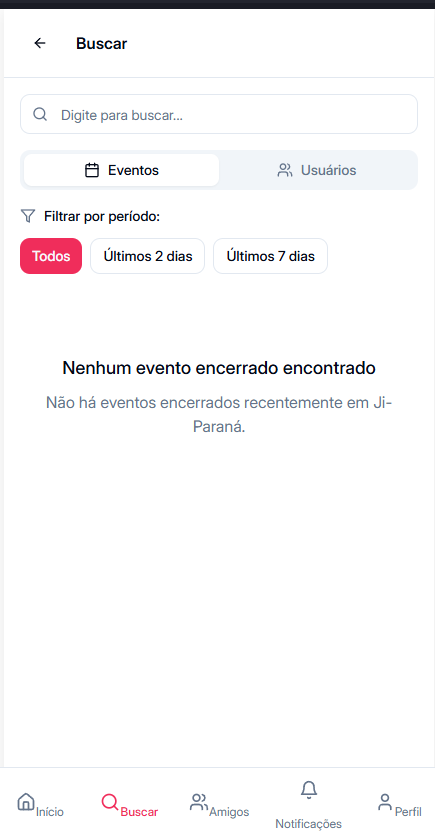 Buscar
Digite para buscar...
Eventos
Usuários
Filtrar por período:
Todos
Últimos 2 dias
Últimos 7 dias
Nenhum evento encerrado encontrado
Não há eventos encerrados recentemente em Ji-
Paraná.
Início
Buscar
Amigos
Notificações
Perfil